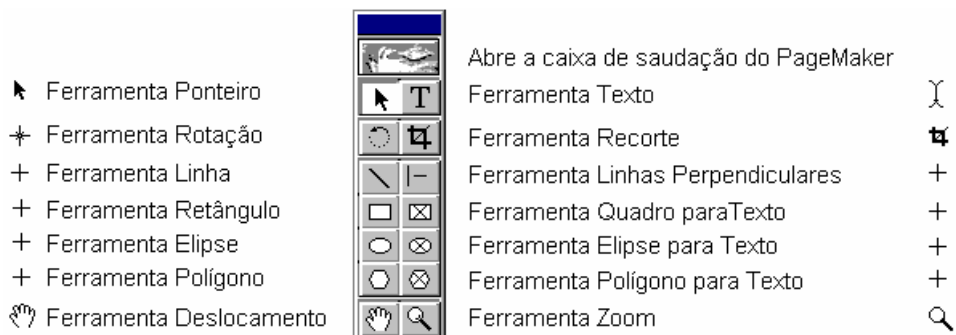 Abre a caixa de saudação do PageMaker
Ferramenta Ponteiro T Ferramenta Texto
Ferramenta Rotação Ferramenta Recorte
Ferramenta Linha Ferramenta Linhas Perpendiculares
Ferramenta Retângulo Ferramenta Quadro paraTexto
Ferramenta Elipse Ferramenta Elipse para Texto
Ferramenta Polígono Ferramenta Polígono para Texto
Ferramenta Deslocamento Ferramenta Zoom